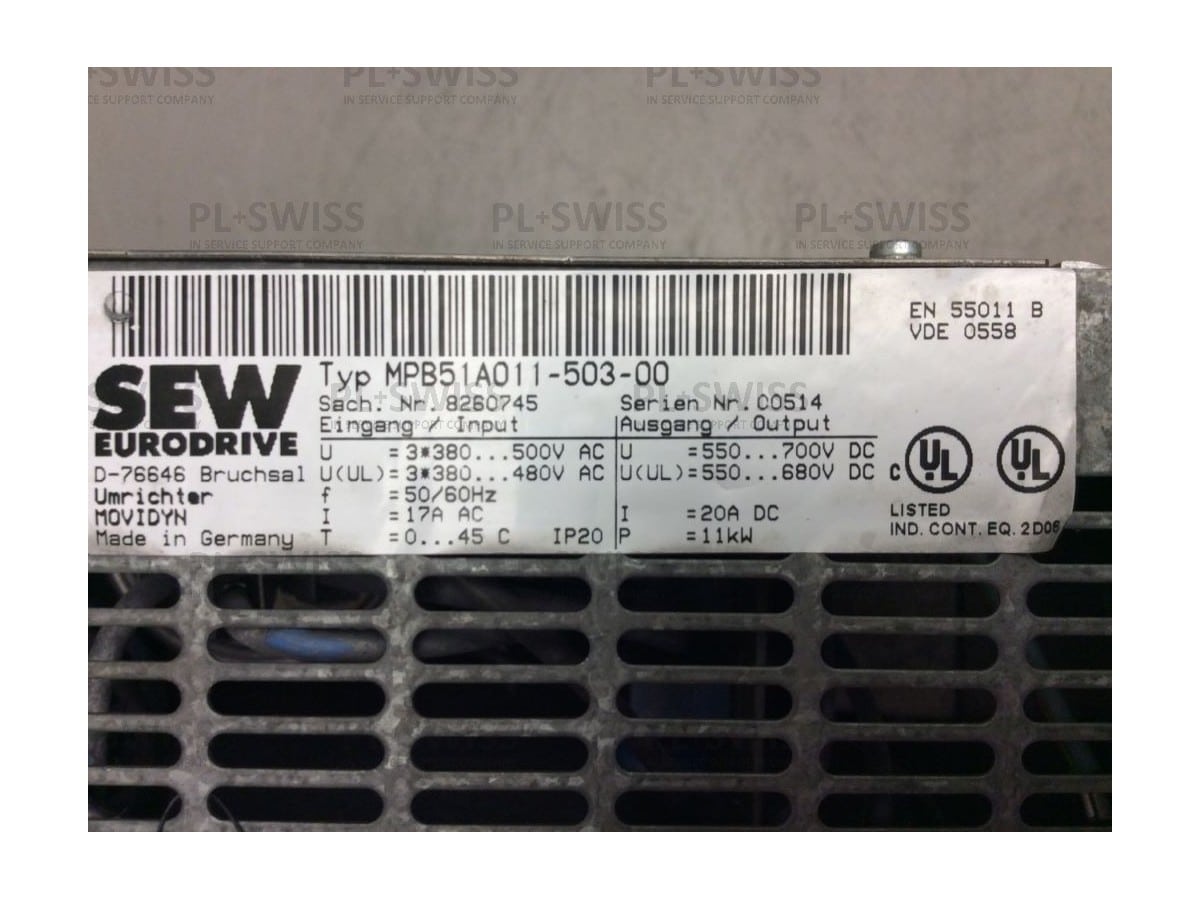 PL+SWISS PL+SWISS PL+SWISS
CE SUPPORT COMPANY IN SERVICE SUPPORT COMPANY IN SERVICE SUPPORT COMPANY
PL+SWISS PL+SWISS PL+SWISS
IN SERVICE SUPPORT COMPANY IN SERVICE SUPPORT COMPANY IN SERVICE SUPPORT COMPANY
EN 55011 B
VDE 0558
SEW
EURODRIVE
D-76646 Bruchsal
Umrichter
MOVIDYN
Made in Germany
Typ MPB51A011-503-00
Sach. Nr. 8260745 Serien Nr. 00514
Eingang / Input Ausgang / Output
U = 3*380...500V AC U = 550...700V DC
U(UL) = 3*380...480V AC U(UL) = 550...680V DC
f = 50/60Hz
I = 17A AC I = 20A DC
T = 0...45 C IP20 P = 11kW
C UL UL
LISTED
IND. CONT. EQ. 2D06